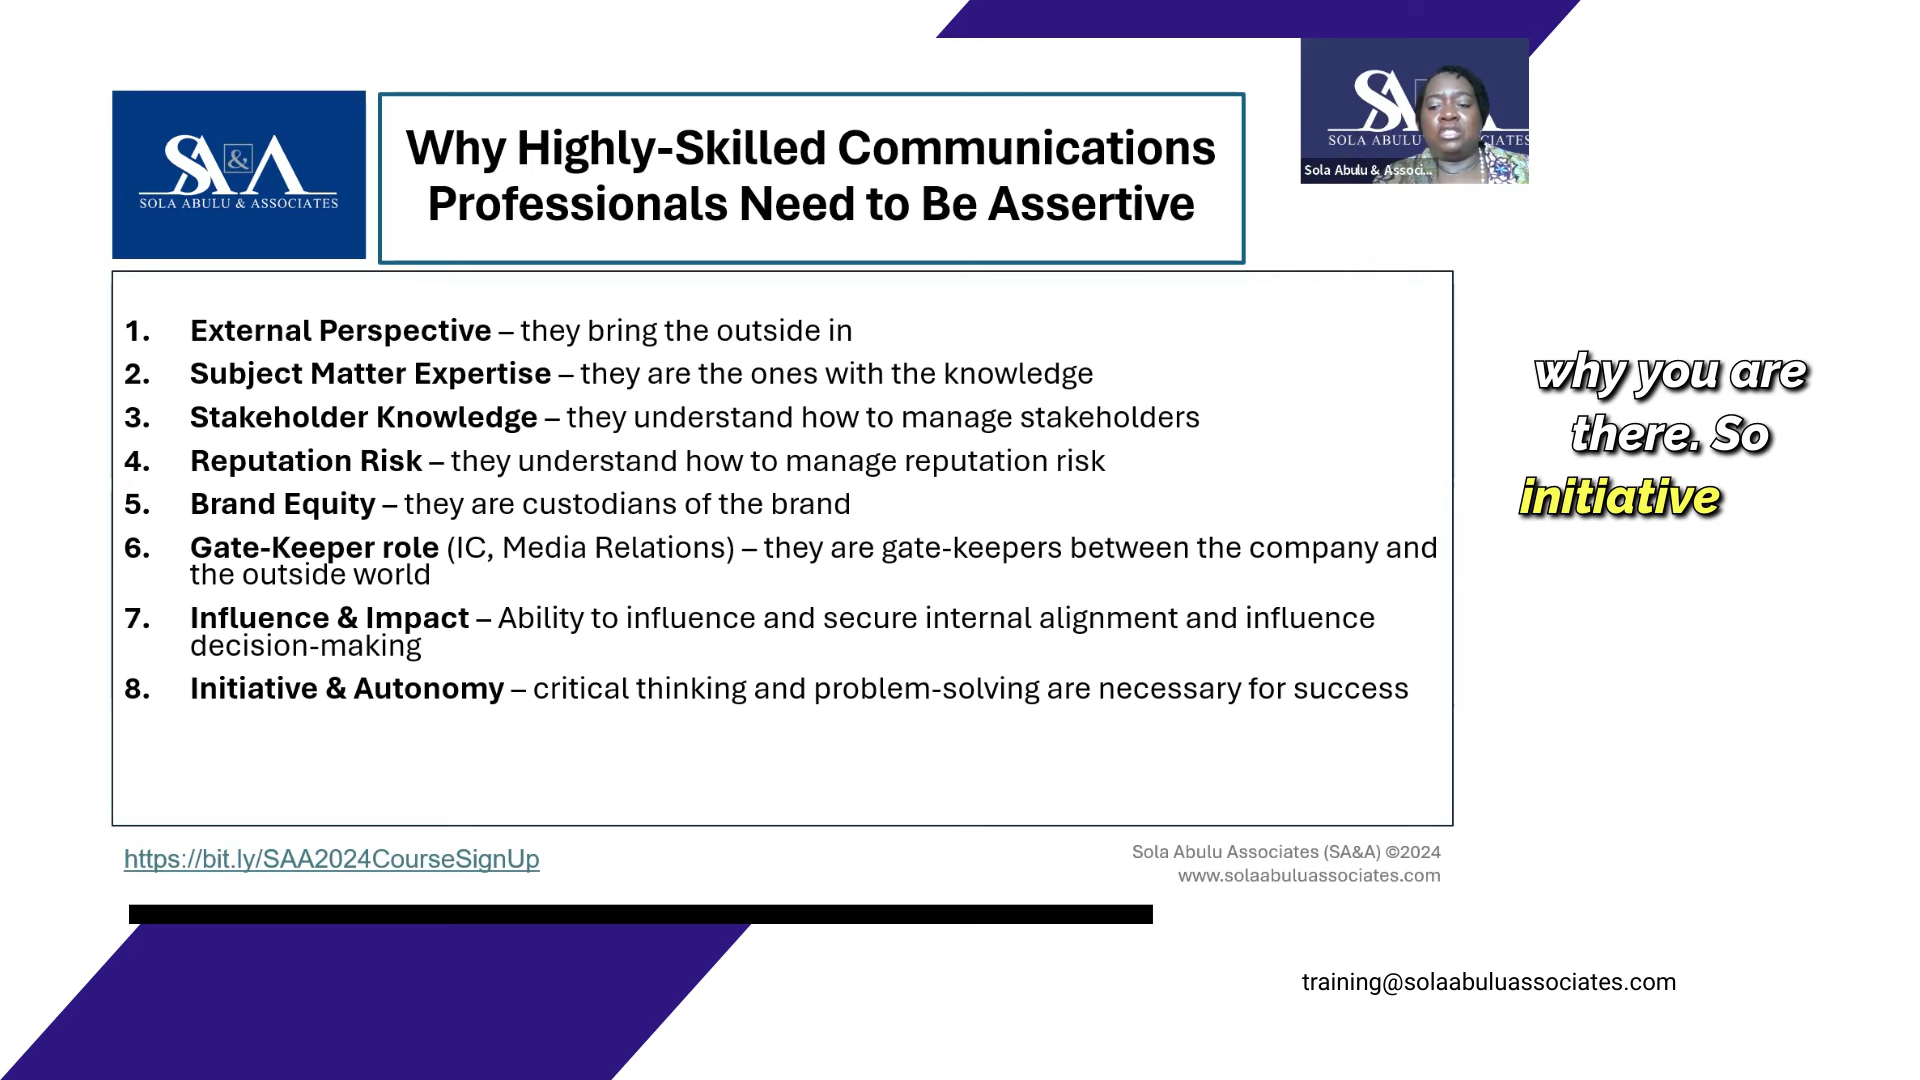 SA&A
SOLA ABULU & ASSOCIATES
Why Highly-Skilled Communications
Professionals Need to Be Assertive
SA
SOLA ABULU
IATES
Sola Abulu & Associ...
1. External Perspective – they bring the outside in
2. Subject Matter Expertise – they are the ones with the knowledge
3. Stakeholder Knowledge – they understand how to manage stakeholders
4. Reputation Risk – they understand how to manage reputation risk
5. Brand Equity – they are custodians of the brand
6. Gate-Keeper role (IC, Media Relations) – they are gate-keepers between the company and
the outside world
7. Influence & Impact – Ability to influence and secure internal alignment and influence
decision-making
8. Initiative & Autonomy – critical thinking and problem-solving are necessary for success
why you are
there. So
initiative
https://bit.ly/SAA2024CourseSignUp
Sola Abulu Associates (SA&A) ©2024
www.solaabuluassociates.com
training@solaabuluassociates.com